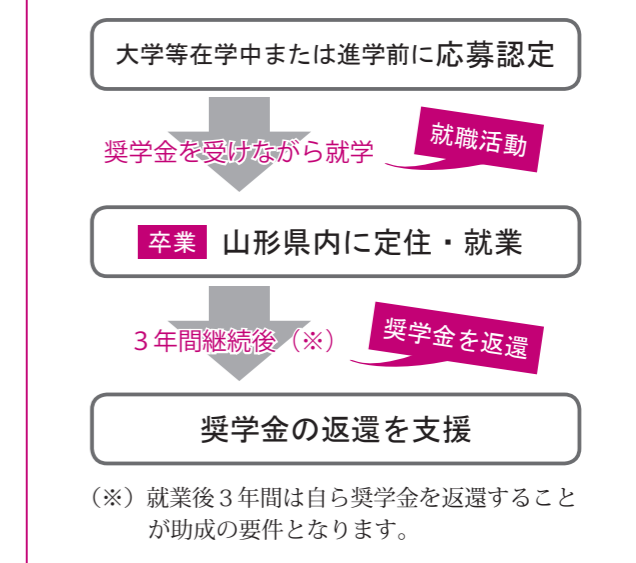 大学等在学中または進学前に応募認定
奨学金を受けながら就学
就職活動
卒業 山形県内に定住・就業
３年間継続後（※）
奨学金を返還
奨学金の返還を支援
（※）就業後３年間は自ら奨学金を返還すること
が助成の要件となります。